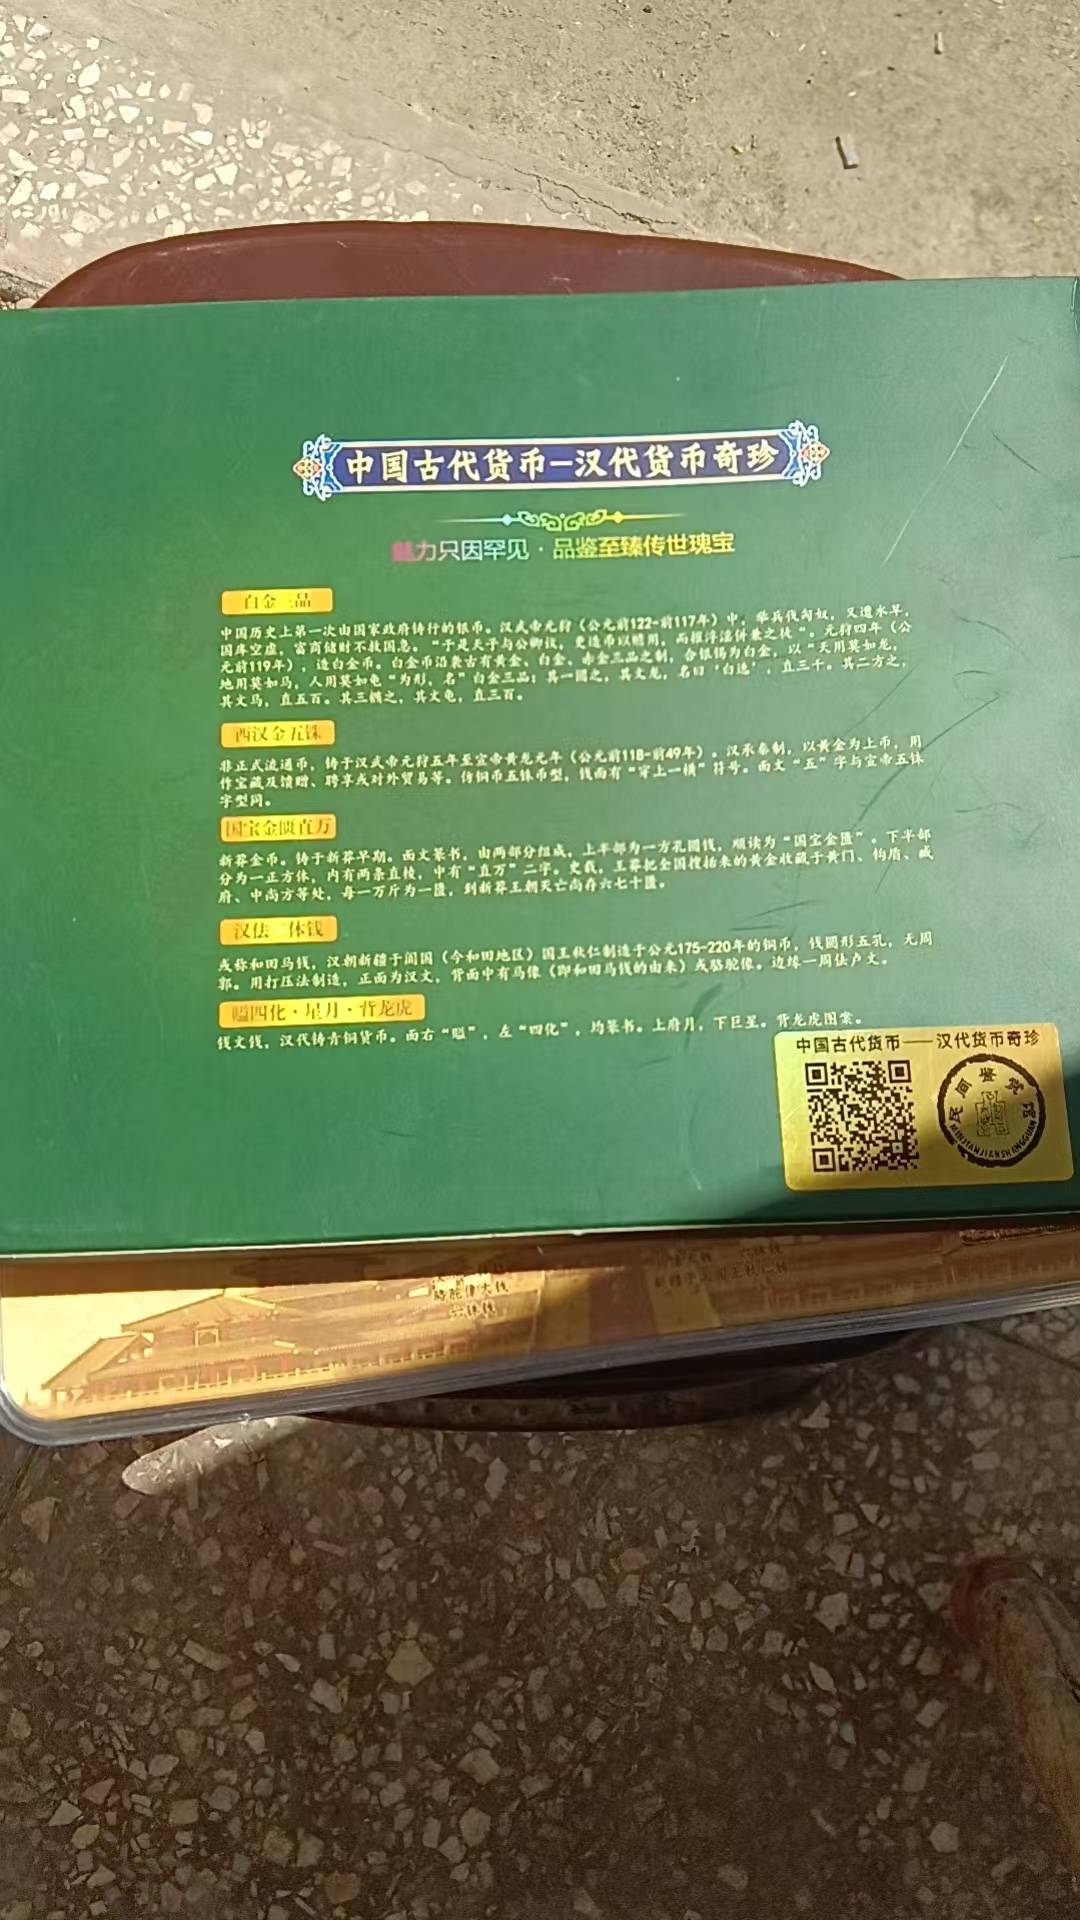 中国古代货币—汉代货币奇珍
魅力只因罕见·品鉴至臻传世瑰宝
白金三品
中国历史上第一次由国家政府铸行的银币。汉武帝元狩（公元前122-前117年）中，举兵伐匈奴，又遭水旱，
国库空虚，富商储财不救国急。“于是天子与公卿议，更造币以赡用，而摧浮淫併兼之徒“。元狩四年（公
元前119年），造白金币。白金币沿袭古有黄金、白金、赤金三品之制，合银锡为白金，以“天用莫如龙，
地用莫如马，人用莫如龟“为形，名”白金三品；其一圜之，其文龙，名曰‘白选’，直三千。其二方之，
其文马，直五百。其三椭之，其文龟，直三百。
西汉金五铢
非正式流通币，铸于汉武帝元狩五年至宣帝黄龙元年（公元前118-前49年）。汉承秦制，以黄金为上币，用
作宝藏及馈赠、聘享或对外贸易等。仿铜币五铢币型，钱面有“穿上一横”符号。面文“五”字与宣帝五铢
字型同。
国宝金匮直万
新莽金币。铸于新莽早期。面文篆书，由两部分组成，上半部为一方孔圆钱，顺读为“国宝金匮”。下半部
分为一正方体，内有两条直棱，中有“直万”二字。史载，王莽把全国搜括来的黄金收藏于黄门、钩盾、臧
府、中尚方等处，每一万斤为一匮，到新莽王朝灭亡尚存六七十匮。
汉佉二体钱
或称和田马钱，汉朝新疆于阗国（今和田地区）国王秋仁制造于公元175-220年的铜币，钱圆形五孔，无周
郭。用打压法制造，正面为汉文，背面中有马像（即和田马钱的由来）或骆驼像。边缘一周佉卢文。
嗌四化·星月·背龙虎
钱文钱，汉代铸青铜货币。面右“嗌”，左“四化”，均篆书。上府月，下巨星。背龙虎图案。
中国古代货币——汉代货币奇珍
民间鉴赏馆
MINJIANJIANSHANGGUAN
骆驼使大钱
六铢钱
六铢钱